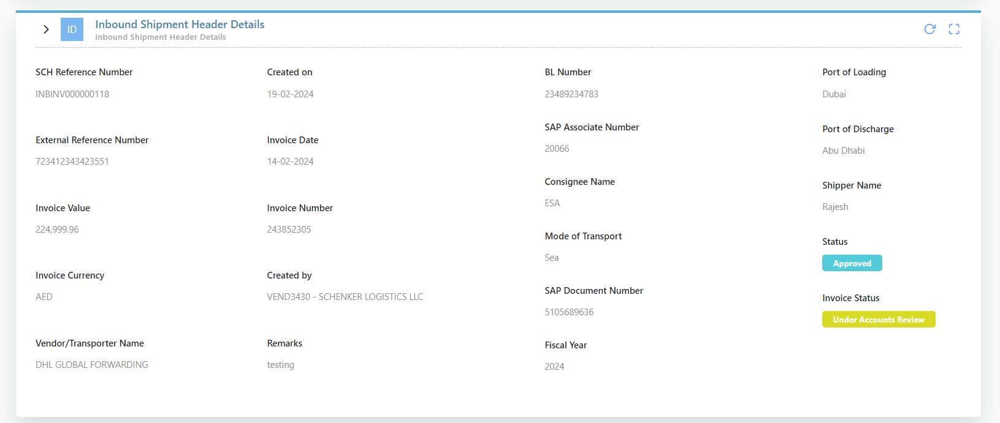 ID
Inbound Shipment Header Details
Inbound Shipment Header Details
SCH Reference Number
INBINV000000118
External Reference Number
723412343423551
Invoice Value
224,999.96
Invoice Currency
AED
Vendor/Transporter Name
DHL GLOBAL FORWARDING
Created on
19-02-2024
Invoice Date
14-02-2024
Invoice Number
243852305
Created by
VEND3430 - SCHENKER LOGISTICS LLC
Remarks
testing
BL Number
23489234783
SAP Associate Number
20066
Consignee Name
ESA
Mode of Transport
Sea
SAP Document Number
5105689636
Fiscal Year
2024
Port of Loading
Dubai
Port of Discharge
Abu Dhabi
Shipper Name
Rajesh
Status
Approved
Invoice Status
Under Accounts Review